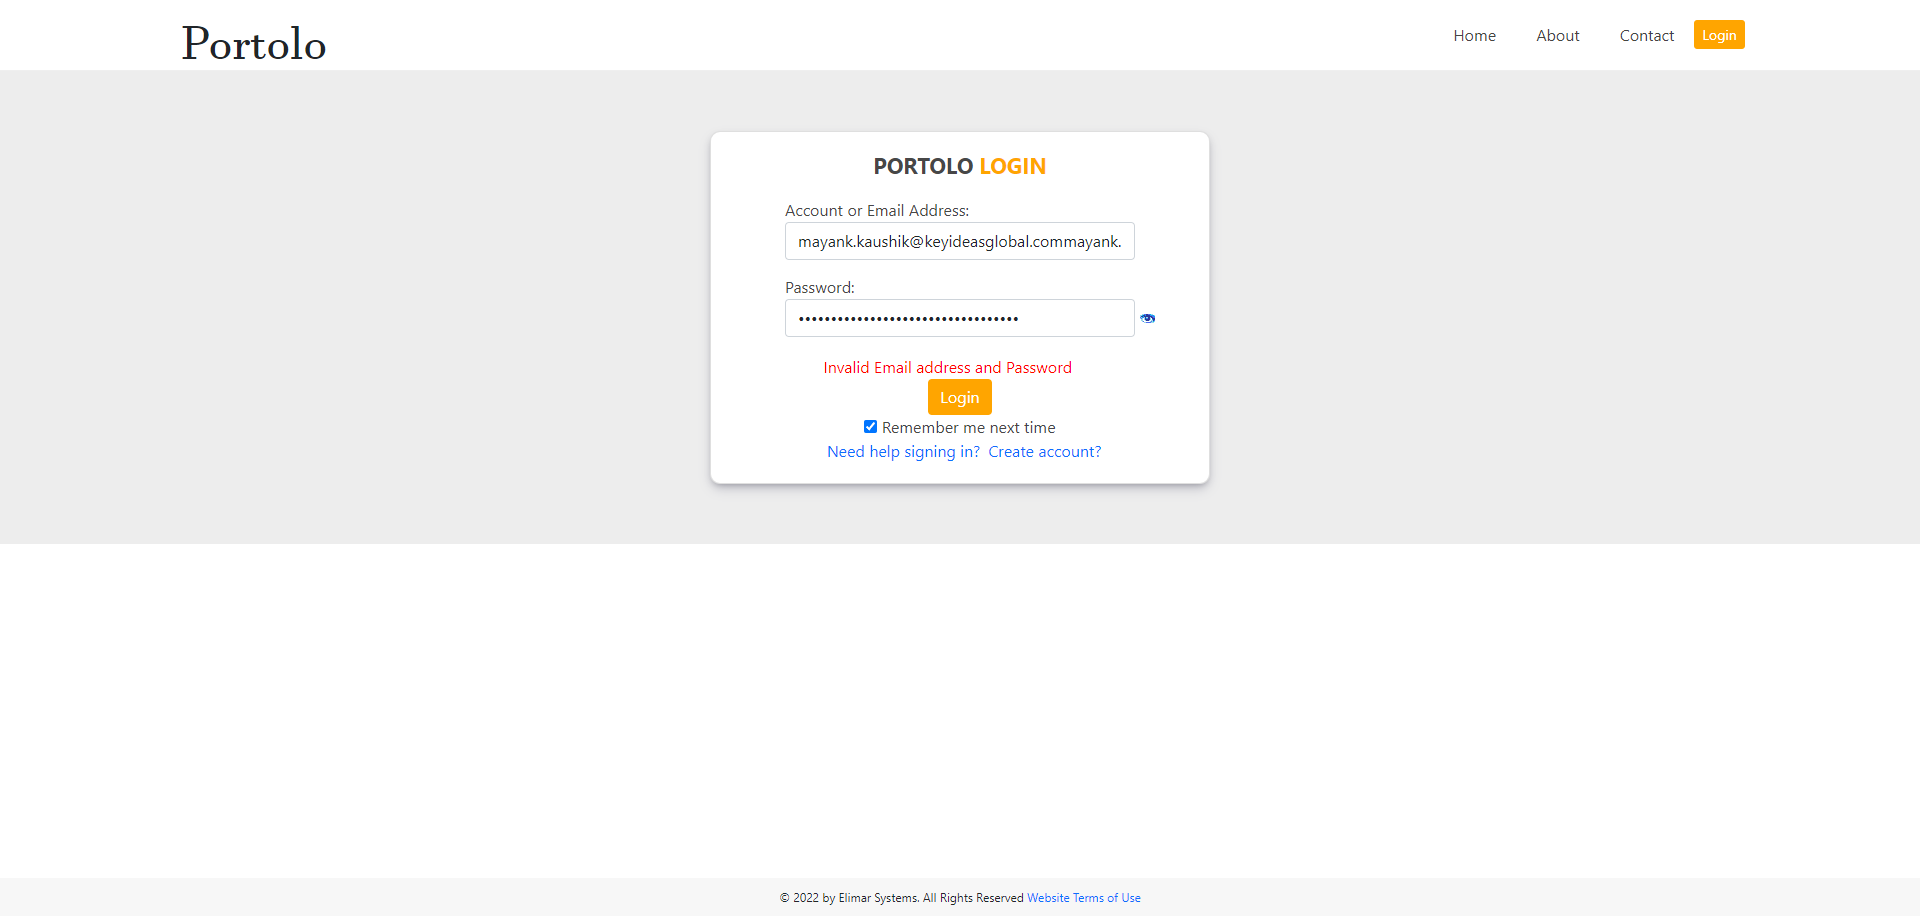 Portolo
Home About Contact Login
PORTOLO LOGIN
Account or Email Address:
mayank.kaushik@keyideasglobal.commayank.
Password:
••••••••••••••••••••••••••••••••••
Invalid Email address and Password
Login
Remember me next time
Need help signing in? Create account?
© 2022 by Elimar Systems. All Rights Reserved Website Terms of Use